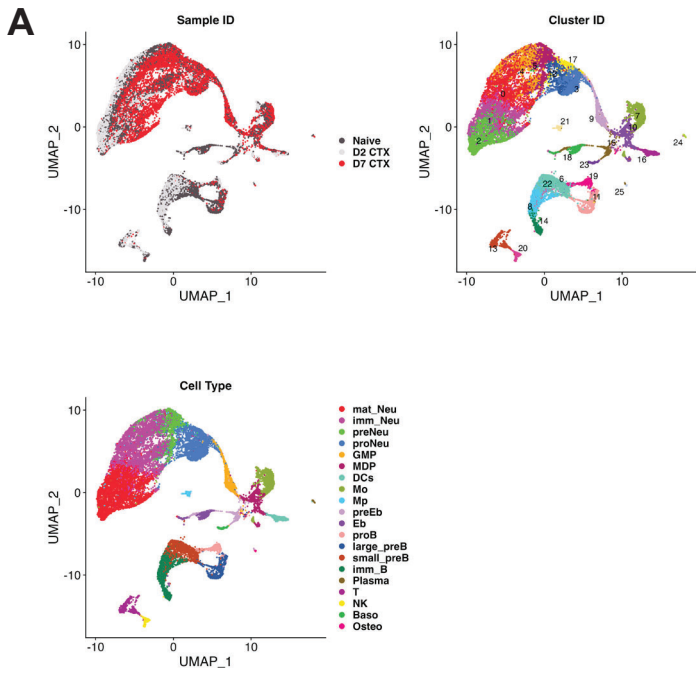 A
Sample ID
10
0
-10
UMAP_2
-10
0
10
UMAP_1
Naive
D2 CTX
D7 CTX
Cluster ID
10
0
-10
UMAP_2
-10
0
10
UMAP_1
17
3
0
1
2
21
9
7
10
24
15
16
18
23
19
6
22
25
11
8
14
13
20
Cell Type
10
0
-10
UMAP_2
-10
0
10
UMAP_1
mat_Neu
imm_Neu
preNeu
proNeu
GMP
MDP
DCs
Mo
Mp
preEb
Eb
proB
large_preB
small_preB
imm_B
Plasma
T
NK
Baso
Osteo